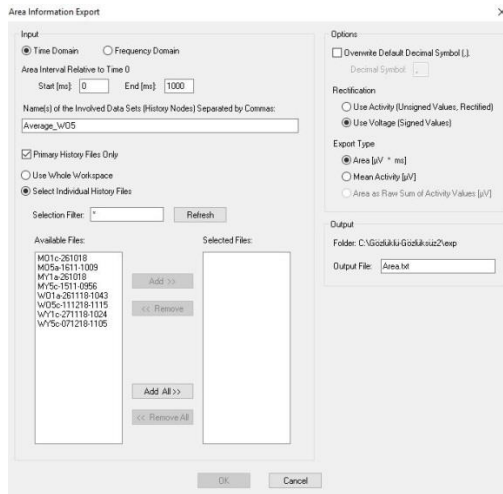 Area Information Export
Input
Time Domain
Frequency Domain
Area Interval Relative to Time 0
Start [ms]: 0
End [ms]: 1000
Name(s) of the Involved Data Sets (History Nodes) Separated by Commas:
Average_WO5
Primary History Files Only
Use Whole Workspace
Select Individual History Files
Selection Filter: *
Refresh
Available Files:
MO1c-261018
MO5a-1611-1009
MY1a-261018
MY5c-1511-0956
WO1a-261118-1043
WO5c-111218-1115
WY1c-271118-1024
WY5c-071218-1105
Add >>
<< Remove
Add All >>
<< Remove All
Selected Files:
Options
Overwrite Default Decimal Symbol (,).
Decimal Symbol: ,
Rectification
Use Activity (Unsigned Values, Rectified)
Use Voltage (Signed Values)
Export Type
Area [µV * ms]
Mean Activity [µV]
Area as Raw Sum of Activity Values [µV]
Output
Folder: C:\Gözlüklü-Gözlüksüz2\exp
Output File: Area.txt
OK
Cancel